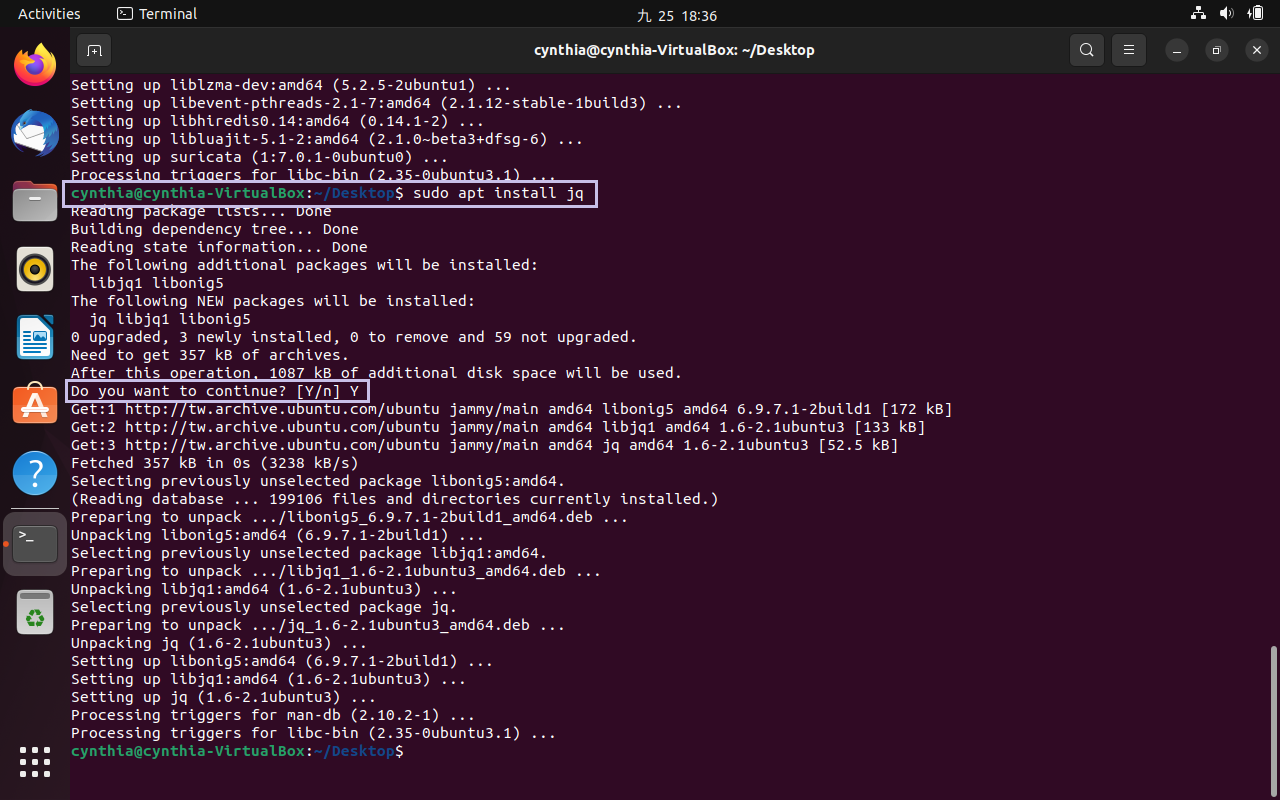 Activities
Terminal
九 25 18:36
cynthia@cynthia-VirtualBox: ~/Desktop
Setting up liblzma-dev:amd64 (5.2.5-2ubuntu1) ...
Setting up libevent-pthreads-2.1-7:amd64 (2.1.12-stable-1build3) ...
Setting up libhiredis0.14:amd64 (0.14.1-2) ...
Setting up libluajit-5.1-2:amd64 (2.1.0~beta3+dfsg-6) ...
Setting up suricata (1:7.0.1-0ubuntu0) ...
Processing triggers for libc-bin (2.35-0ubuntu3.1) ...
cynthia@cynthia-VirtualBox:~/Desktop$ sudo apt install jq
Reading package lists... Done
Building dependency tree... Done
Reading state information... Done
The following additional packages will be installed:
  libjq1 libonig5
The following NEW packages will be installed:
  jq libjq1 libonig5
0 upgraded, 3 newly installed, 0 to remove and 59 not upgraded.
Need to get 357 kB of archives.
After this operation, 1087 kB of additional disk space will be used.
Do you want to continue? [Y/n] Y
Get:1 http://tw.archive.ubuntu.com/ubuntu jammy/main amd64 libonig5 amd64 6.9.7.1-2build1 [172 kB]
Get:2 http://tw.archive.ubuntu.com/ubuntu jammy/main amd64 libjq1 amd64 1.6-2.1ubuntu3 [133 kB]
Get:3 http://tw.archive.ubuntu.com/ubuntu jammy/main amd64 jq amd64 1.6-2.1ubuntu3 [52.5 kB]
Fetched 357 kB in 0s (3238 kB/s)
Selecting previously unselected package libonig5:amd64.
(Reading database ... 199106 files and directories currently installed.)
Preparing to unpack .../libonig5_6.9.7.1-2build1_amd64.deb ...
Unpacking libonig5:amd64 (6.9.7.1-2build1) ...
Selecting previously unselected package libjq1:amd64.
Preparing to unpack .../libjq1_1.6-2.1ubuntu3_amd64.deb ...
Unpacking libjq1:amd64 (1.6-2.1ubuntu3) ...
Selecting previously unselected package jq.
Preparing to unpack .../jq_1.6-2.1ubuntu3_amd64.deb ...
Unpacking jq (1.6-2.1ubuntu3) ...
Setting up libonig5:amd64 (6.9.7.1-2build1) ...
Setting up libjq1:amd64 (1.6-2.1ubuntu3) ...
Setting up jq (1.6-2.1ubuntu3) ...
Processing triggers for man-db (2.10.2-1) ...
Processing triggers for libc-bin (2.35-0ubuntu3.1) ...
cynthia@cynthia-VirtualBox:~/Desktop$